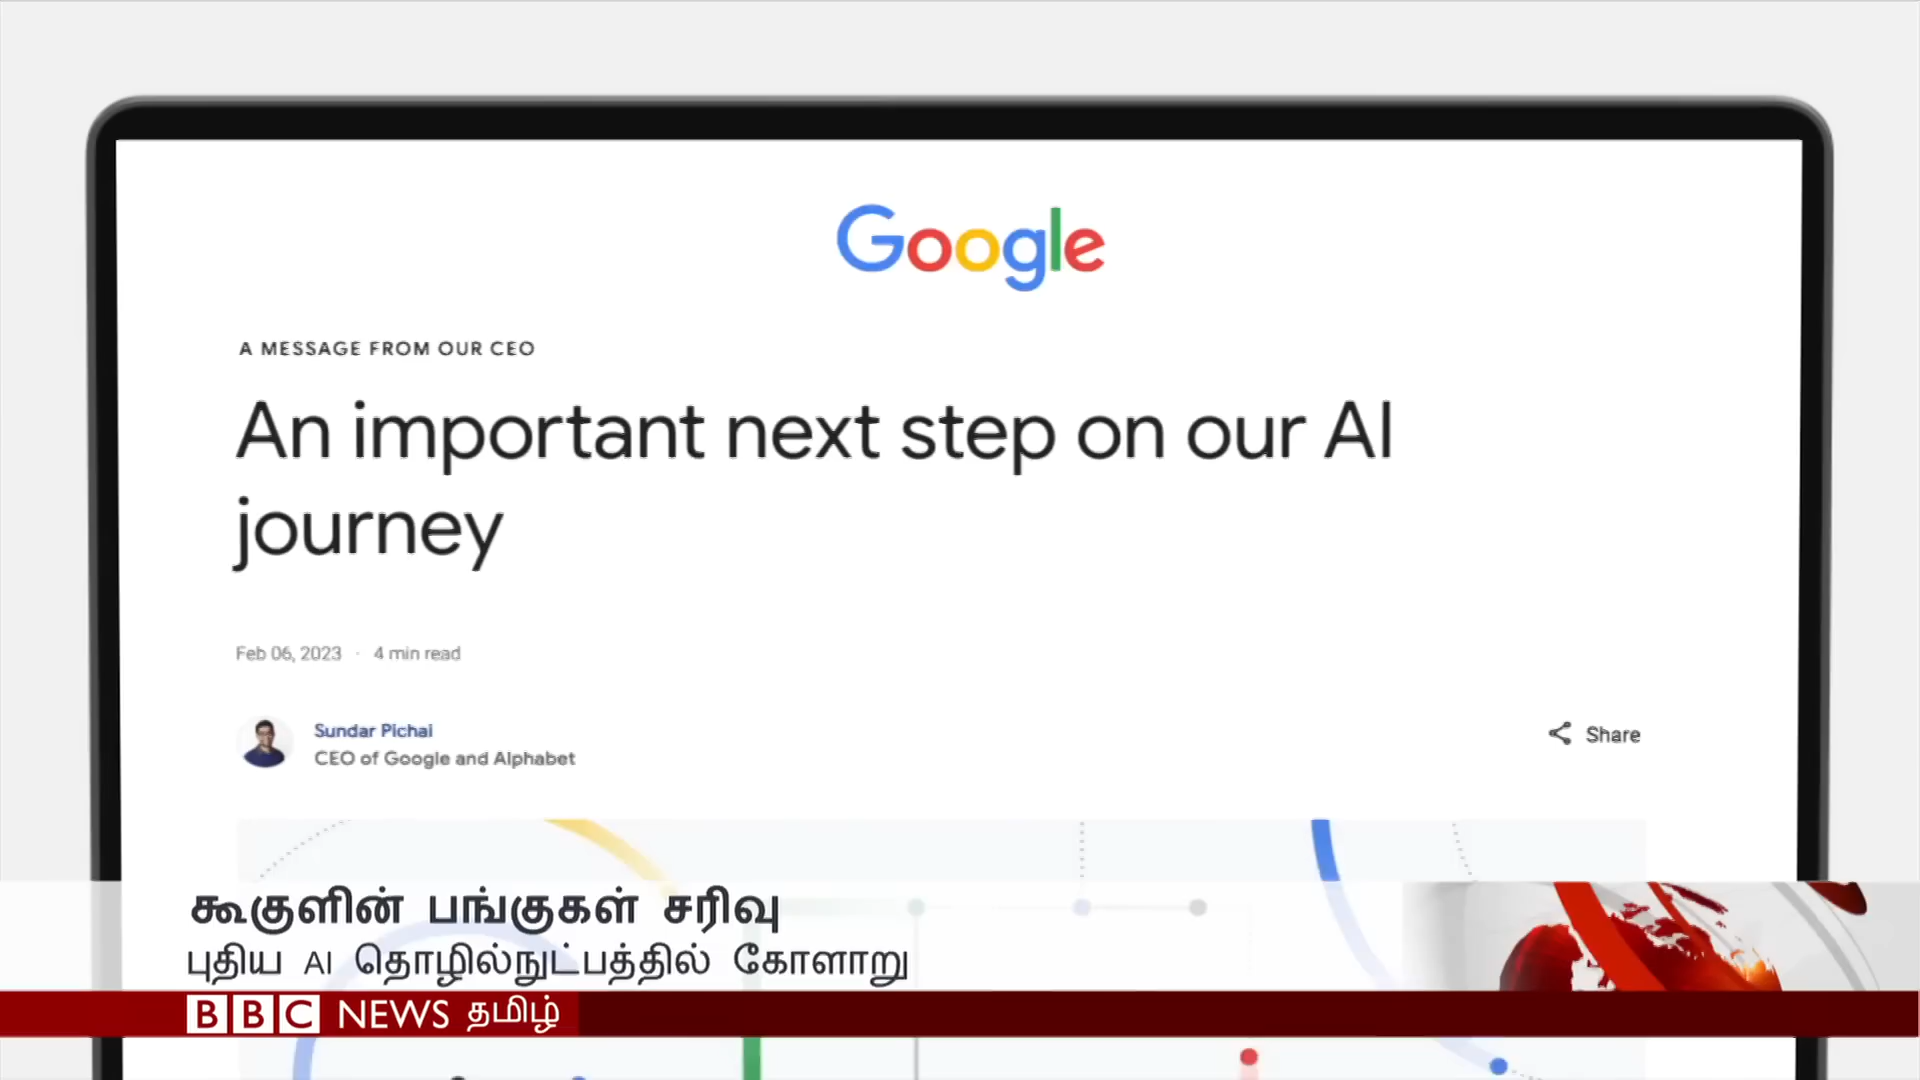 Google
A MESSAGE FROM OUR CEO
An important next step on our AI
journey
Feb 06, 2023 · 4 min read
Sundar Pichai
CEO of Google and Alphabet
Share
கூகுளின் பங்குகள் சரிவு
புதிய AI தொழில்நுட்பத்தில் கோளாறு
BBC NEWS தமிழ்